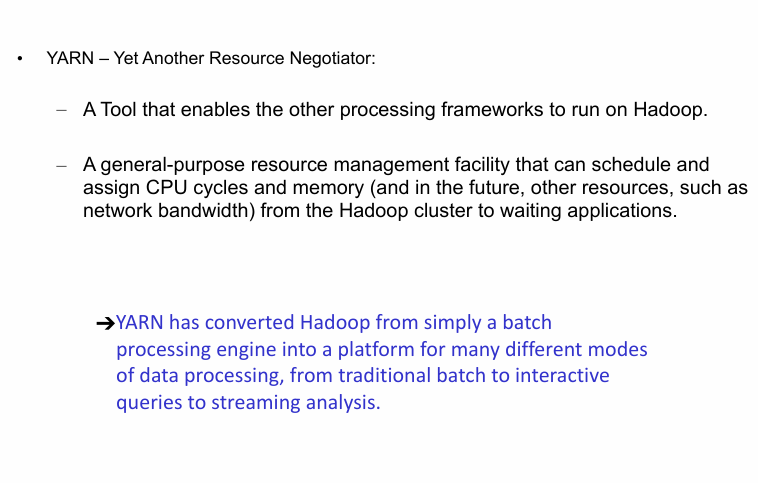 • YARN – Yet Another Resource Negotiator:
– A Tool that enables the other processing frameworks to run on Hadoop.
– A general-purpose resource management facility that can schedule and
assign CPU cycles and memory (and in the future, other resources, such as
network bandwidth) from the Hadoop cluster to waiting applications.
➔YARN has converted Hadoop from simply a batch
processing engine into a platform for many different modes
of data processing, from traditional batch to interactive
queries to streaming analysis.